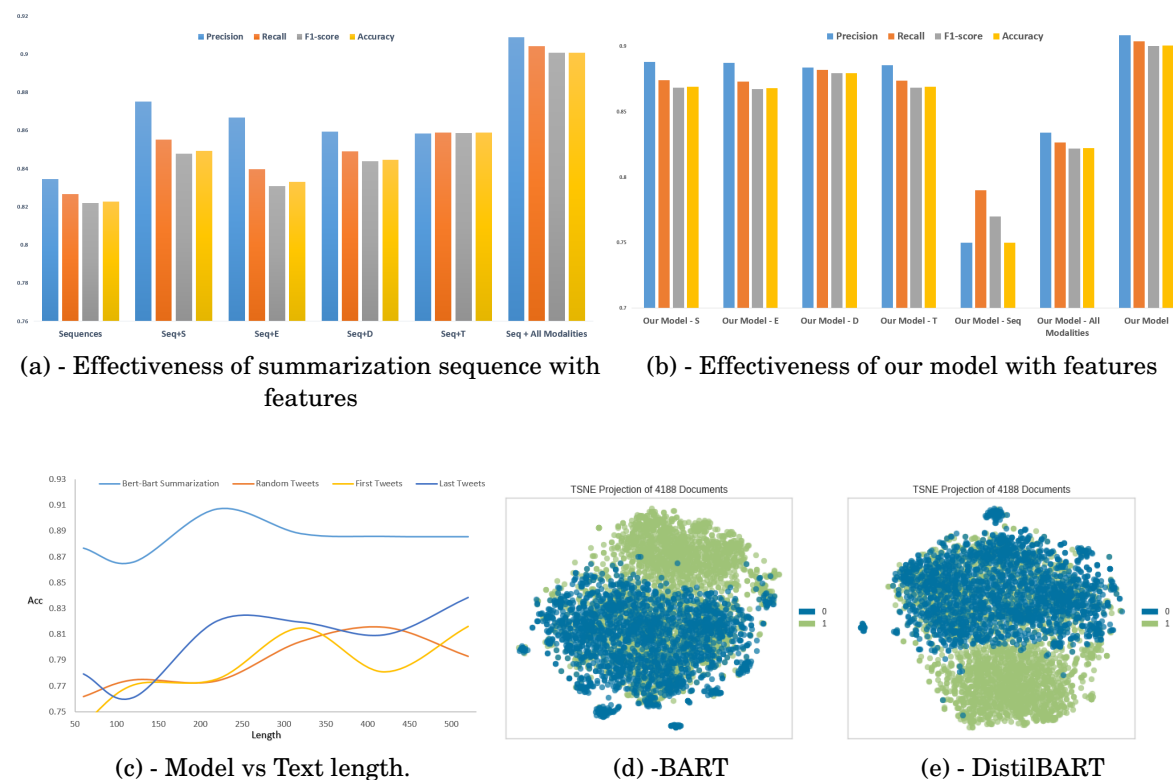 0.92
Precision Recall F1-score Accuracy
0.9
0.88
0.86
0.84
0.82
0.8
0.78
0.76
Sequences Seq+S Seq+E Seq+D Seq+T Seq + All Modalities
(a) - Effectiveness of summarization sequence with
features
Precision Recall F1-score Accuracy
0.9
0.85
0.8
0.75
0.7
Our Model - S Our Model - E Our Model - D Our Model - T Our Model - Seq Our Model - All Our Model
Modalities
(b) - Effectiveness of our model with features
0.93
Bert-Bart Summarization Random Tweets First Tweets Last Tweets
0.91
0.89
0.87
0.85
Acc
0.83
0.81
0.79
0.77
0.75
50 100 150 200 250 300 350 400 450 500
Length
(c) - Model vs Text length.
TSNE Projection of 4188 Documents
0
1
(d) -BART
TSNE Projection of 4188 Documents
0
1
(e) - DistilBART